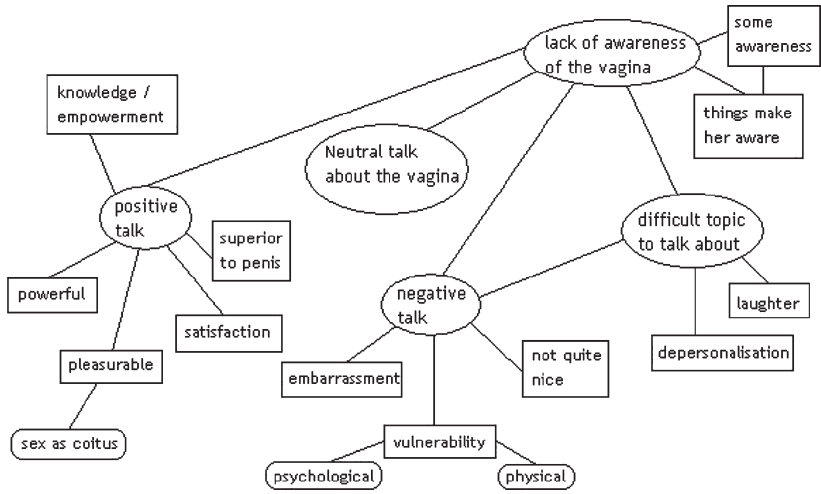 some
awareness
lack of awareness
of the vagina
knowledge /
empowerment
things make
her aware
Neutral talk
about the vagina
positive
talk
superior
to penis
difficult topic
to talk about
powerful
negative
talk
laughter
satisfaction
depersonalisation
pleasurable
not quite
nice
embarrassment
sex as coitus
vulnerability
psychological
physical